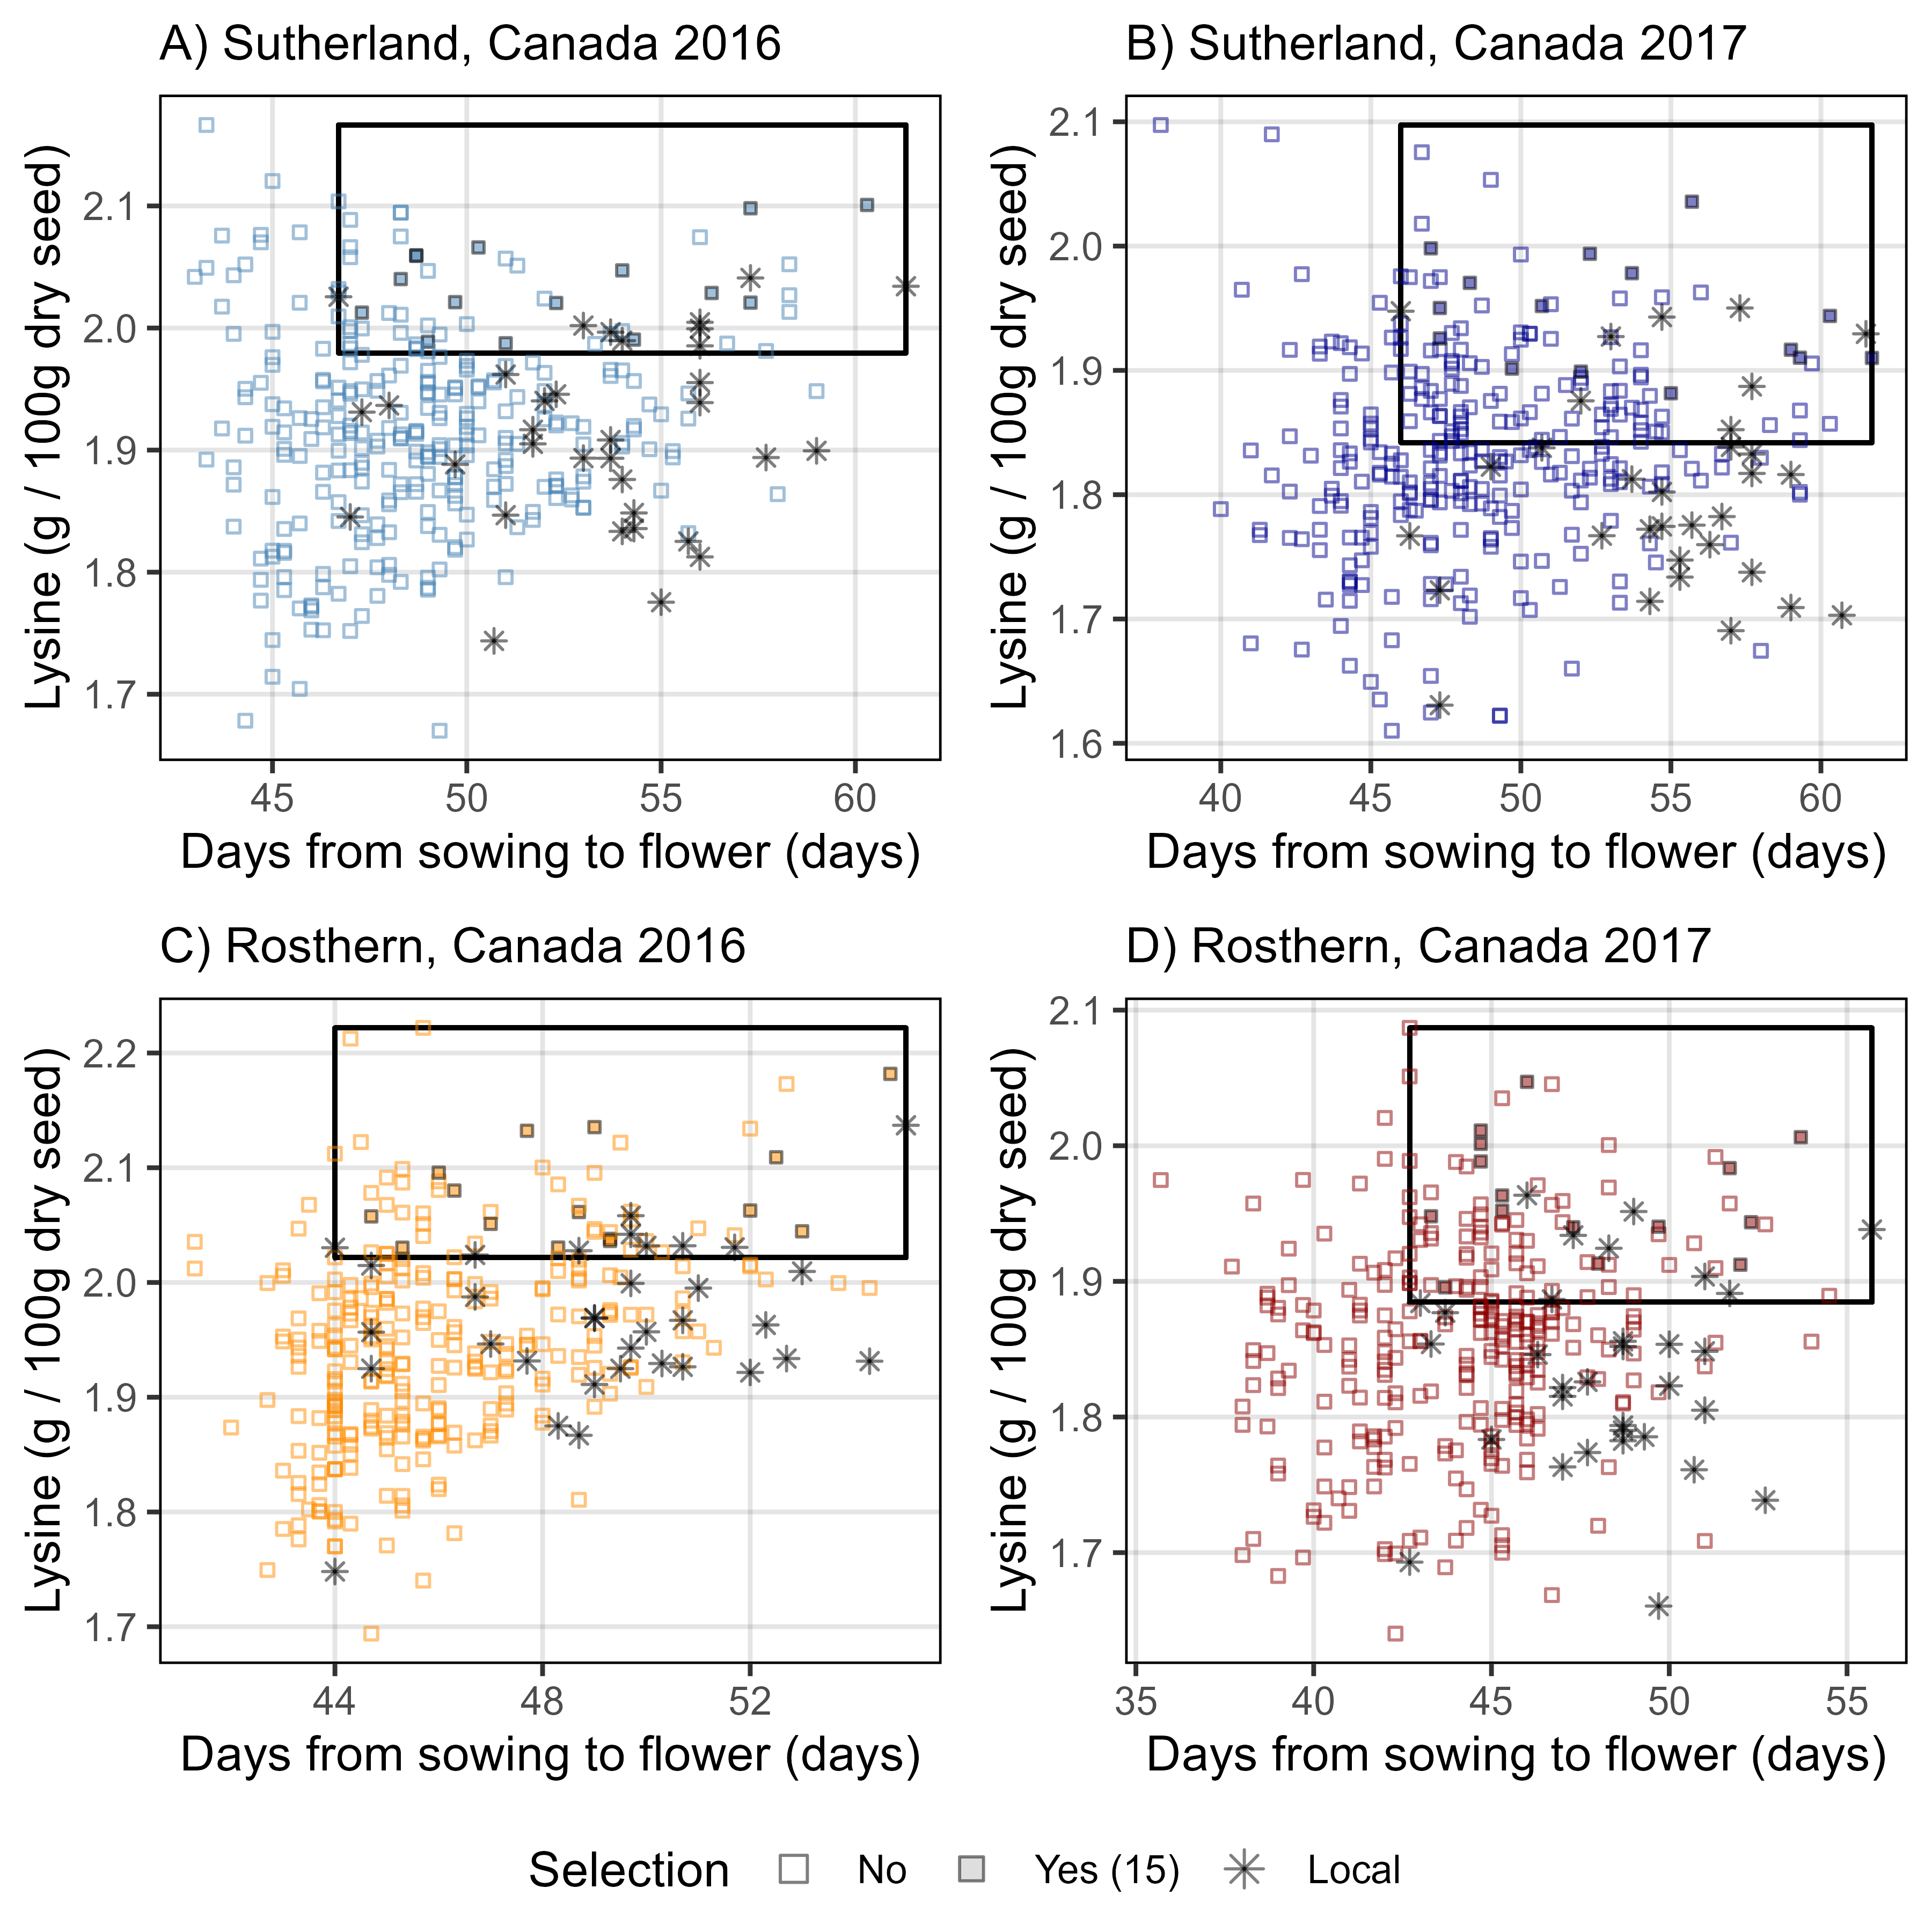 A) Sutherland, Canada 2016
Lysine (g / 100g dry seed)
2.1
2.0
1.9
1.8
1.7
45 50 55 60
Days from sowing to flower (days)
B) Sutherland, Canada 2017
Lysine (g / 100g dry seed)
2.1
2.0
1.9
1.8
1.7
1.6
40 45 50 55 60
Days from sowing to flower (days)
C) Rosthern, Canada 2016
Lysine (g / 100g dry seed)
2.2
2.1
2.0
1.9
1.8
1.7
44 48 52
Days from sowing to flower (days)
D) Rosthern, Canada 2017
Lysine (g / 100g dry seed)
2.1
2.0
1.9
1.8
1.7
35 40 45 50 55
Days from sowing to flower (days)
Selection No Yes (15) Local